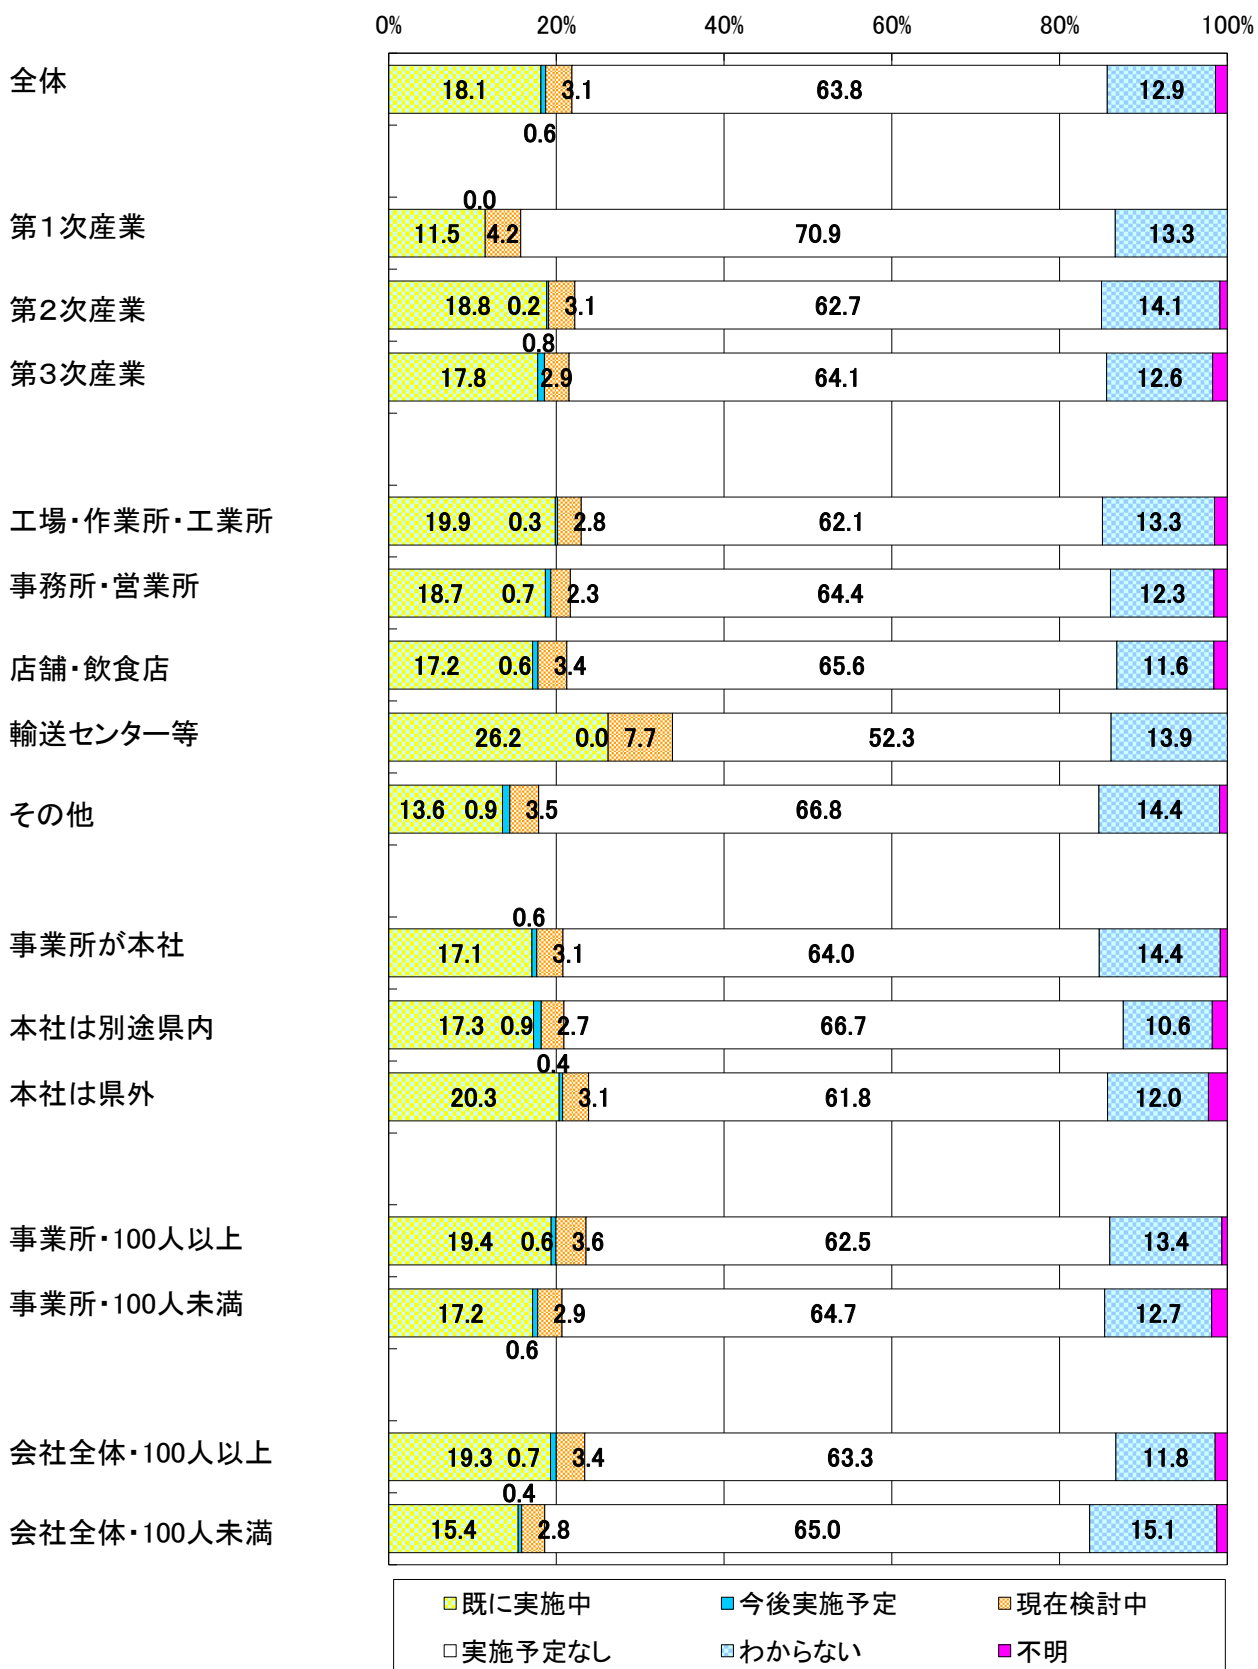 0% 20% 40% 60% 80% 100%
全体 18.1 3.1 63.8 12.9
0.6
0.0
第１次産業 11.5 4.2 70.9 13.3
第２次産業 18.8 0.2 3.1 62.7 14.1
0.8
第３次産業 17.8 2.9 64.1 12.6
工場・作業所・工業所 19.9 0.3 2.8 62.1 13.3
事務所・営業所 18.7 0.7 2.3 64.4 12.3
店舗・飲食店 17.2 0.6 3.4 65.6 11.6
輸送センター等 26.2 0.0 7.7 52.3 13.9
その他 13.6 0.9 3.5 66.8 14.4
0.6
事業所が本社 17.1 3.1 64.0 14.4
本社は別途県内 17.3 0.9 2.7 66.7 10.6
0.4
本社は県外 20.3 3.1 61.8 12.0
事業所・100人以上 19.4 0.6 3.6 62.5 13.4
事業所・100人未満 17.2 2.9 64.7 12.7
0.6
会社全体・100人以上 19.3 0.7 3.4 63.3 11.8
0.4
会社全体・100人未満 15.4 2.8 65.0 15.1
既に実施中 今後実施予定 現在検討中
実施予定なし わからない 不明